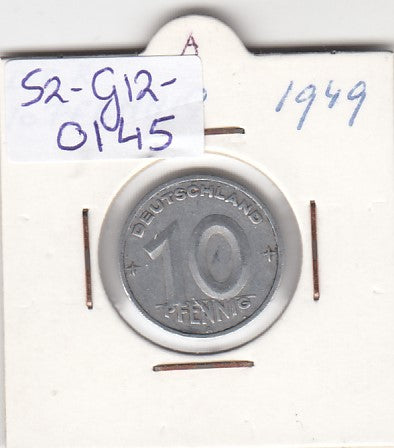 A
S2-G12-
0145
1949
DEUTSCHLAND
10
PFENNIG